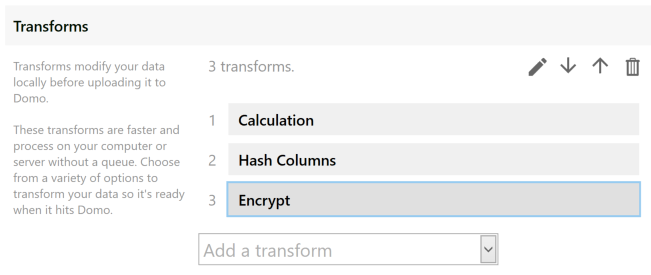 Transforms
Transforms modify your data
locally before uploading it to
Domo.
These transforms are faster and
process on your computer or
server without a queue. Choose
from a variety of options to
transform your data so it's ready
when it hits Domo.
3 transforms.
1 Calculation
2 Hash Columns
3 Encrypt
Add a transform